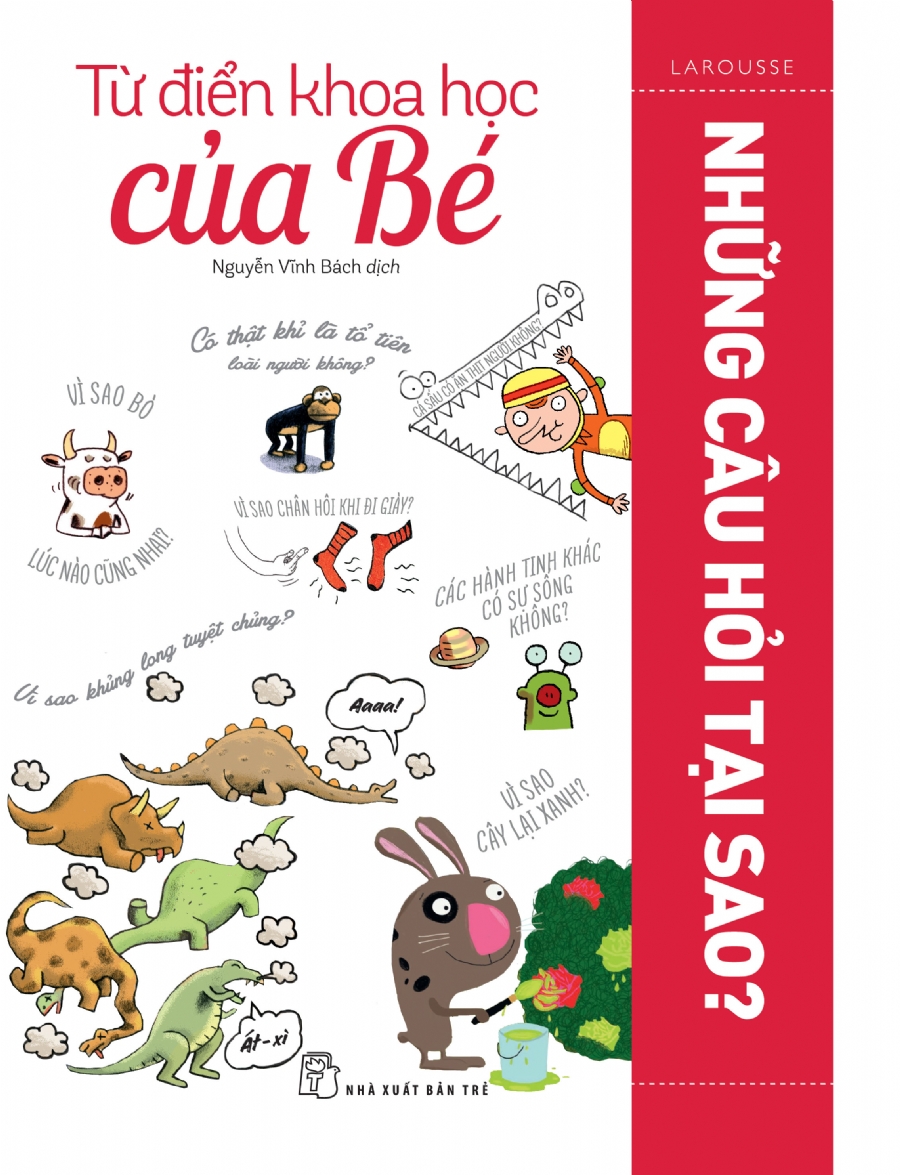 Từ điển khoa học
của Bé
Nguyễn Vĩnh Bách dịch
LAROUSSE
NHỮNG CÂU HỎI TẠI SAO?
Có thật khỉ là tổ tiên
loài người không?
CÁ SẤU CÓ ĂN THỊT NGƯỜI KHÔNG?
VÌ SAO BÒ
LÚC NÀO CŨNG NHAI?
VÌ SAO CHÂN HÔI KHI ĐI GIÀY?
CÁC HÀNH TINH KHÁC
CÓ SỰ SỐNG
KHÔNG?
Vì sao khủng long tuyệt chủng?
Aaaa!
VÌ SAO
CÂY LẠI XANH?
Át-xì
T
NHÀ XUẤT BẢN TRẺ